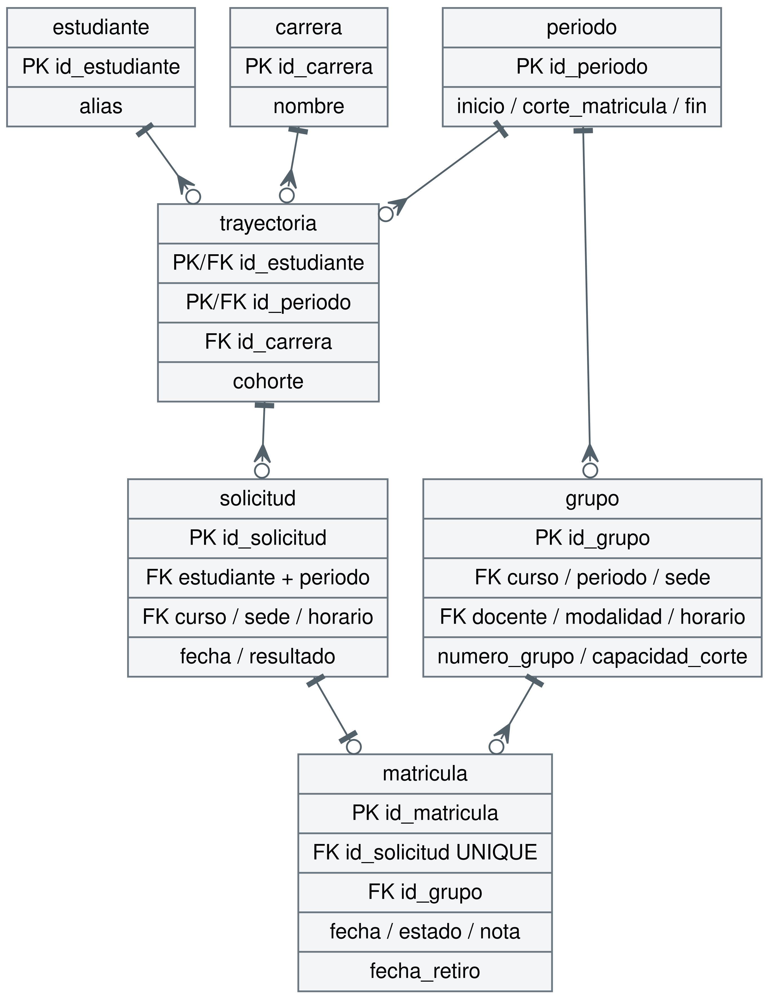 estudiante
PK id_estudiante
alias
carrera
PK id_carrera
nombre
periodo
PK id_periodo
inicio / corte_matricula / fin
trayectoria
PK/FK id_estudiante
PK/FK id_periodo
FK id_carrera
cohorte
solicitud
PK id_solicitud
FK estudiante + periodo
FK curso / sede / horario
fecha / resultado
grupo
PK id_grupo
FK curso / periodo / sede
FK docente / modalidad / horario
numero_grupo / capacidad_corte
matricula
PK id_matricula
FK id_solicitud UNIQUE
FK id_grupo
fecha / estado / nota
fecha_retiro